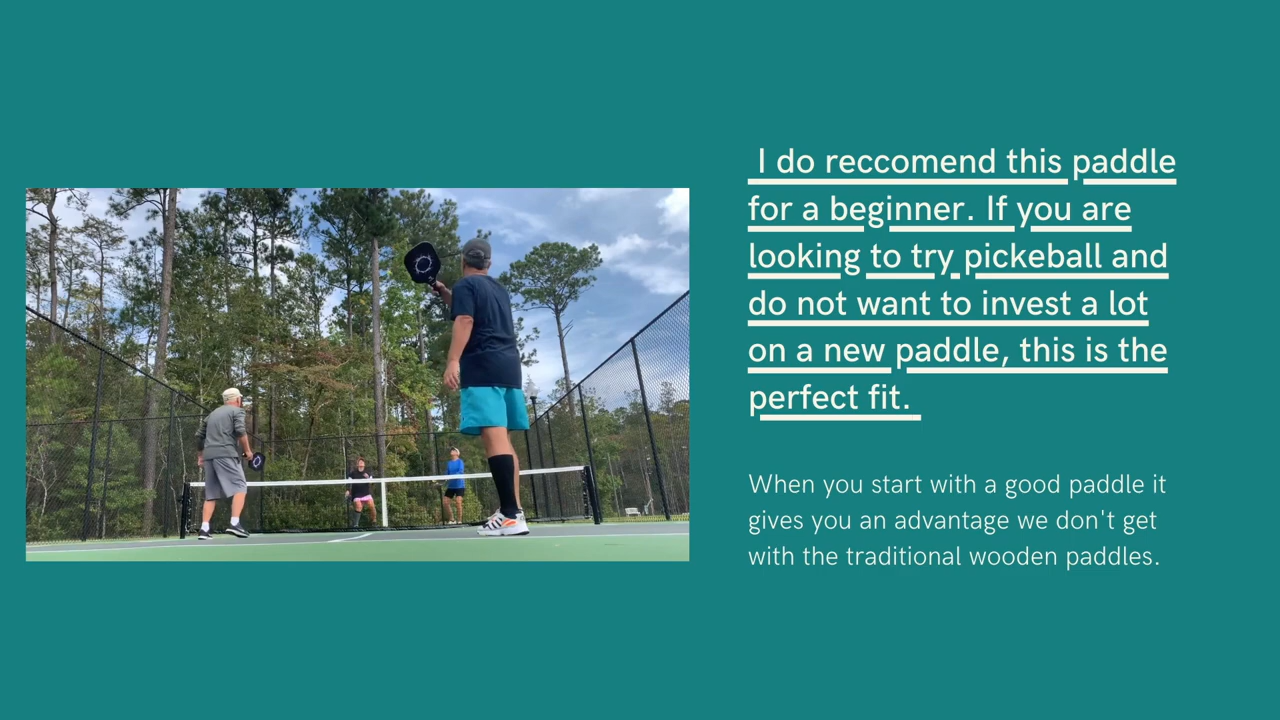 I do reccomend this paddle
for a beginner. If you are
looking to try pickeball and
do not want to invest a lot
on a new paddle, this is the
perfect fit.
When you start with a good paddle it
gives you an advantage we don't get
with the traditional wooden paddles.